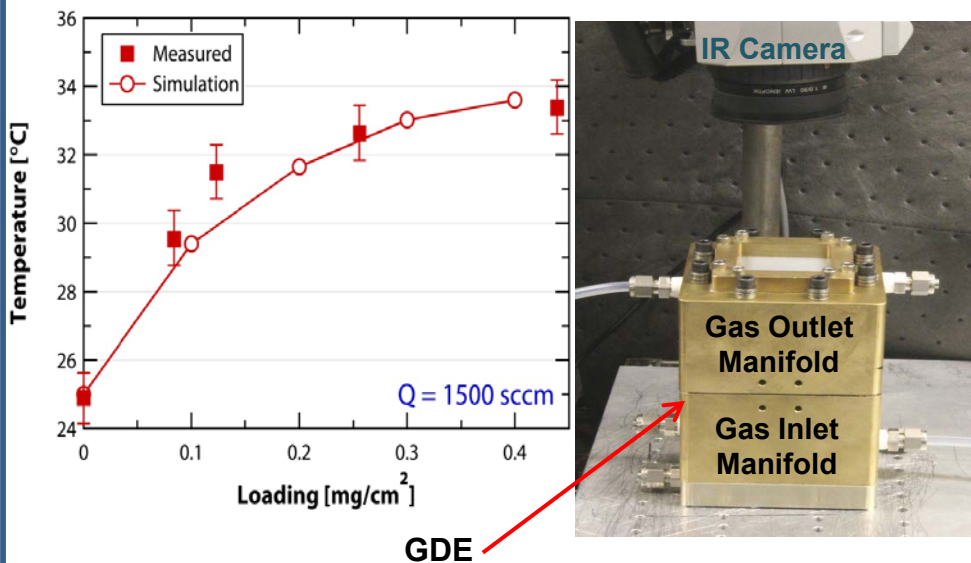 36
34
32
30
28
26
24
Temperature [°C]
Measured
Simulation
Q = 1500 sccm
0
0.1
0.2
0.3
0.4
Loading [mg/cm²]
IR Camera
Gas Outlet
Manifold
Gas Inlet
Manifold
GDE